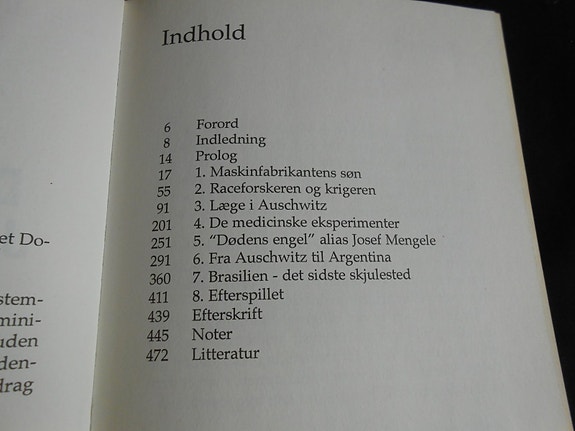 Indhold
6 Forord
8 Indledning
14 Prolog
17 1. Maskinfabrikantens søn
55 2. Raceforskeren og krigeren
91 3. Læge i Auschwitz
201 4. De medicinske eksperimenter
251 5. "Dødens engel" alias Josef Mengele
291 6. Fra Auschwitz til Argentina
360 7. Brasilien - det sidste skjulested
411 8. Efterspillet
439 Efterskrift
445 Noter
472 Litteratur
et Do-
stem-
mini-
uden
den-
drag